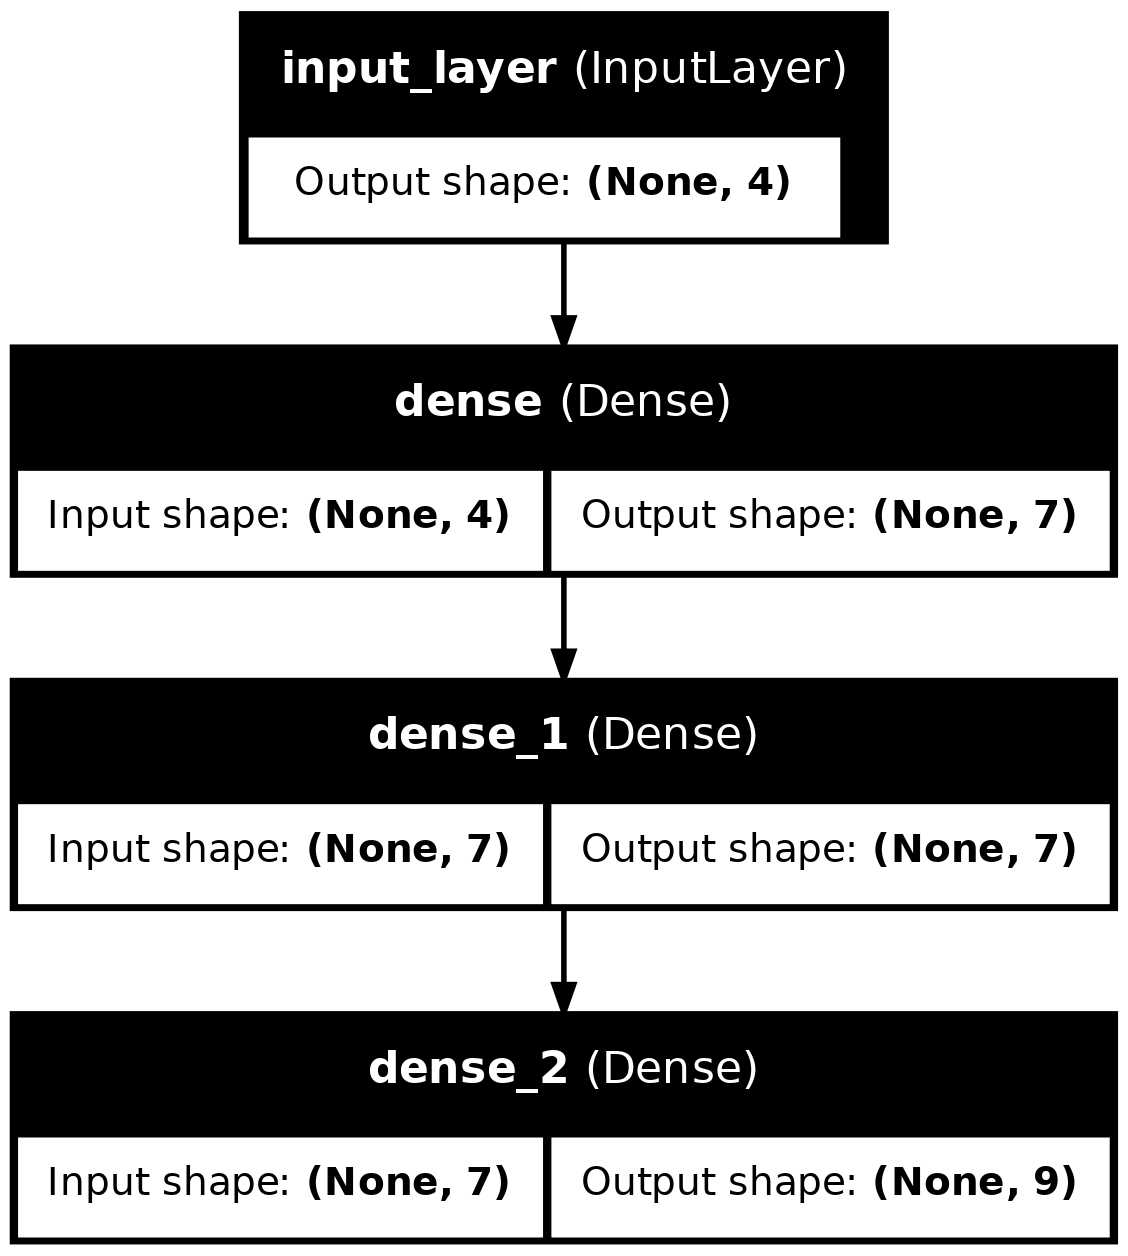 input_layer (InputLayer)
Output shape: (None, 4)
dense (Dense)
Input shape: (None, 4) Output shape: (None, 7)
dense_1 (Dense)
Input shape: (None, 7) Output shape: (None, 7)
dense_2 (Dense)
Input shape: (None, 7) Output shape: (None, 9)